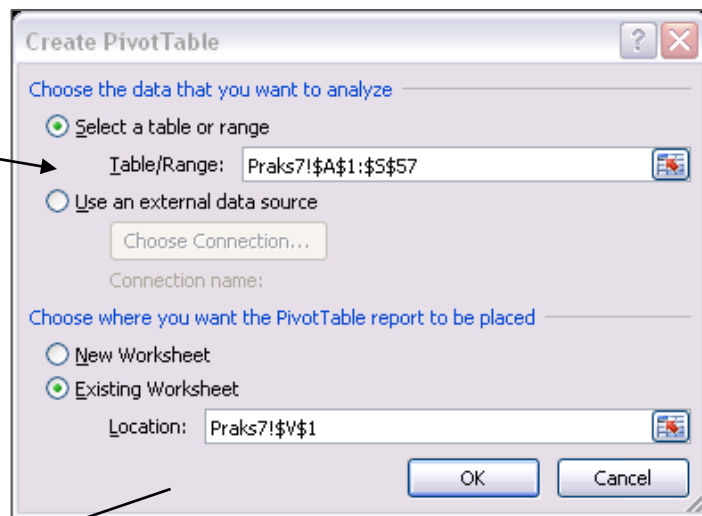 Create PivotTable
Choose the data that you want to analyze
Select a table or range
Table/Range: Praks7!$A$1:$S$57
Use an external data source
Choose Connection...
Connection name:
Choose where you want the PivotTable report to be placed
New Worksheet
Existing Worksheet
Location: Praks7!$V$1
OK Cancel